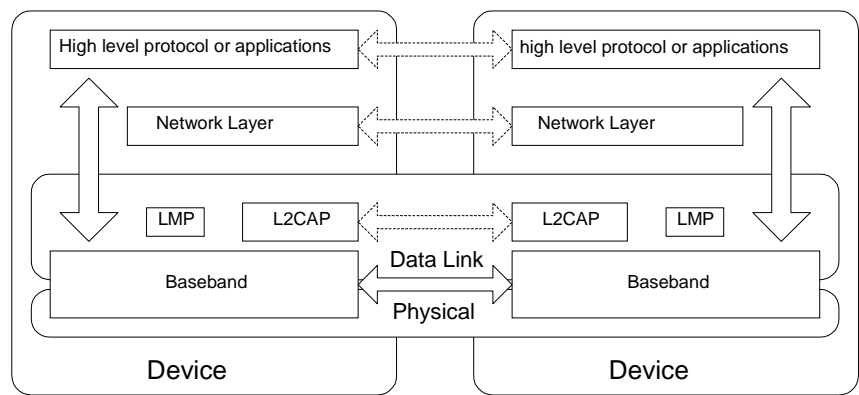 High level protocol or applications
high level protocol or applications
Network Layer
Network Layer
LMP
L2CAP
L2CAP
LMP
Data Link
Baseband
Baseband
Physical
Device
Device